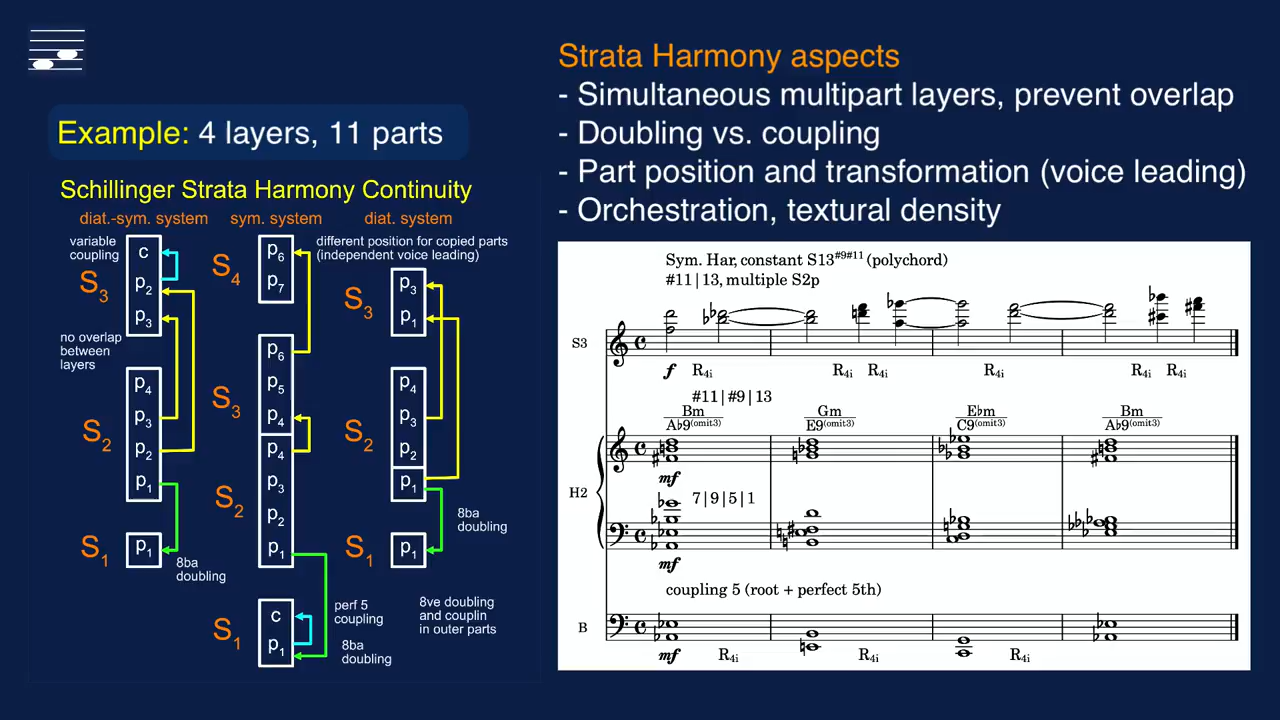 Example: 4 layers, 11 parts
Schillinger Strata Harmony Continuity
diat.-sym. system
sym. system
diat. system
variable
coupling
S3
c
p2
p3
no overlap
between
layers
S2
p4
p3
p2
p1
S1
p1
8ba
doubling
S4
p6
p7
S3
p6
p5
p4
S2
p4
p3
p2
p1
S1
c
p1
perf 5
coupling
8ba
doubling
different position for copied parts
(independent voice leading)
S3
p3
p1
S2
p4
p3
p2
p1
S1
p1
8ba
doubling
8ve doubling
and couplin
in outer parts
Strata Harmony aspects
- Simultaneous multipart layers, prevent overlap
- Doubling vs. coupling
- Part position and transformation (voice leading)
- Orchestration, textural density
Sym. Har, constant S13#9#11 (polychord)
#11|13, multiple S2p
S3
f R4i R4i R4i R4i R4i R4i
#11|#9|13
Bm Gm E♭m Bm
A♭9(omit3) E9(omit3) C9(omit3) A♭9(omit3)
mf
H2
7|9|5|1
mf
coupling 5 (root + perfect 5th)
B
mf R4i R4i R4i